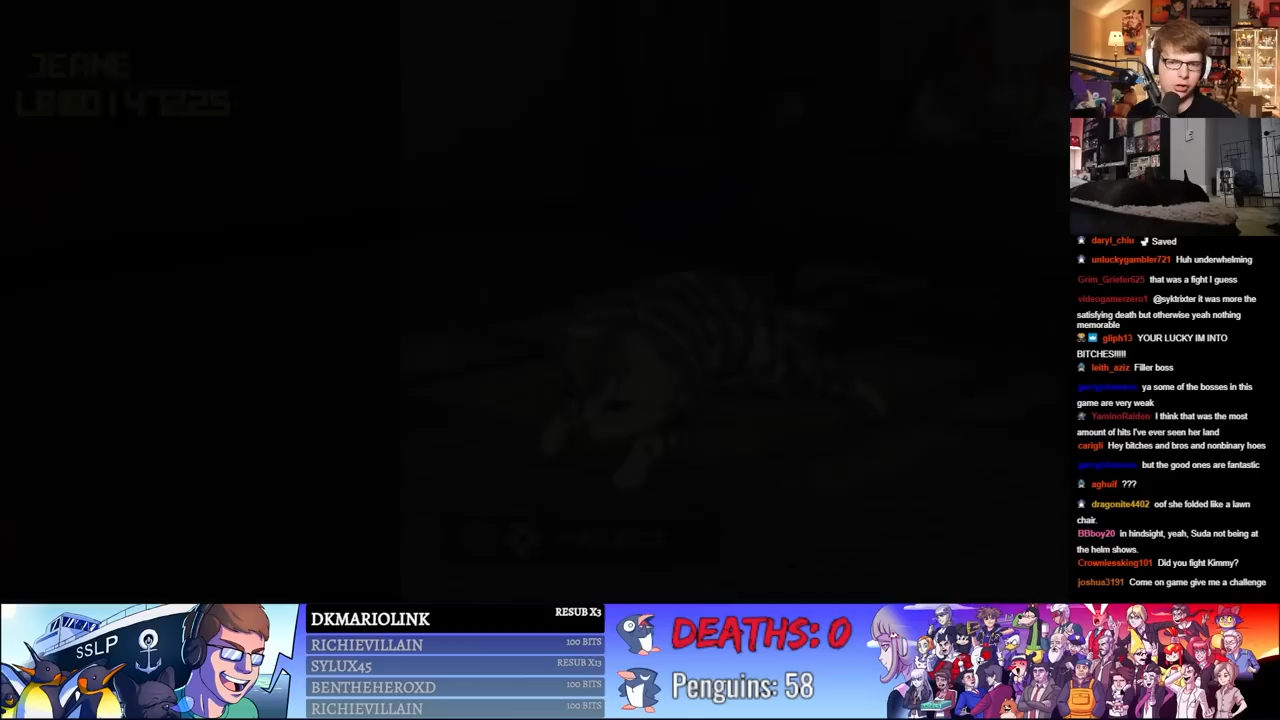 JEANE
daryl_chiu Saved
unluckygambler721 Huh underwhelming
Grim_Griefer625 that was a fight I guess
videogamerzero1 @syktrixter it was more the
satisfying death but otherwise yeah nothing
memorable
gliph13 YOUR LUCKY IM INTO
BITCHES!!!!!
leith_aziz Filler boss
ya some of the bosses in this
game are very weak
YaminoRaiden I think that was the most
amount of hits I've ever seen her land
carigli Hey bitches and bros and nonbinary hoes
but the good ones are fantastic
aghuif ???
dragonite4402 oof she folded like a lawn
chair.
BBboy20 in hindsight, yeah, Suda not being at
the helm shows.
Crownlessking101 Did you fight Kimmy?
joshua3191 Come on game give me a challenge
SSLP
DKMARIOLINK RESUB X3
RICHIEVILLAIN 100 BITS
SYLUX45 RESUB X13
BENTHEHEROXD 100 BITS
RICHIEVILLAIN 100 BITS
DEATHS: 0
Penguins: 58